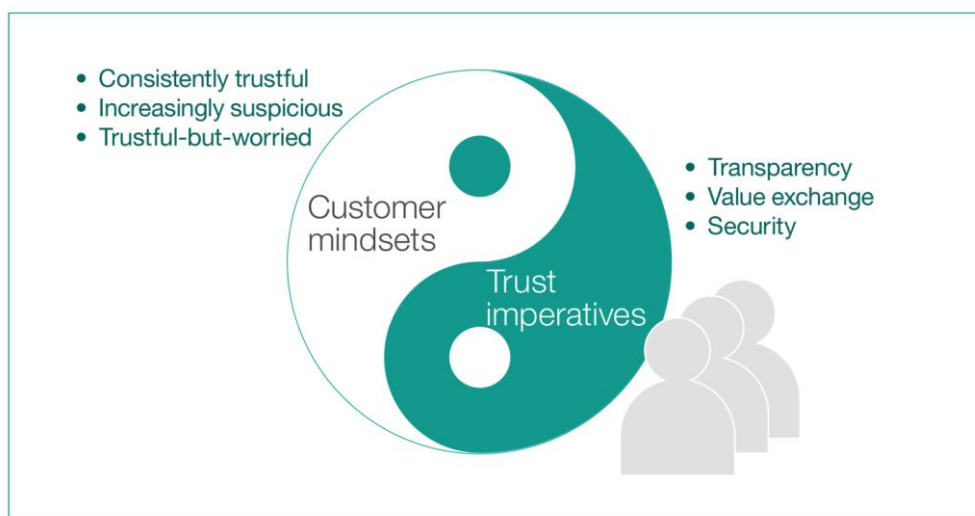 • Consistently trustful
• Increasingly suspicious
• Trustful-but-worried
Customer
mindsets
• Transparency
• Value exchange
• Security
Trust
imperatives